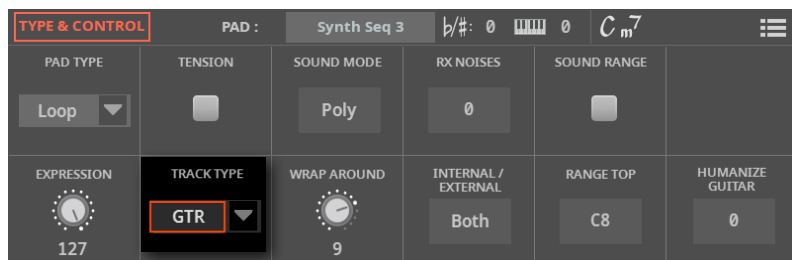 TYPE & CONTROL PAD : Synth Seq 3 b/#: 0 0 Cm7
PAD TYPE TENSION SOUND MODE RX NOISES SOUND RANGE
Loop Poly 0
EXPRESSION TRACK TYPE WRAP AROUND INTERNAL / EXTERNAL RANGE TOP HUMANIZE GUITAR
GTR Both C8 0
127 9